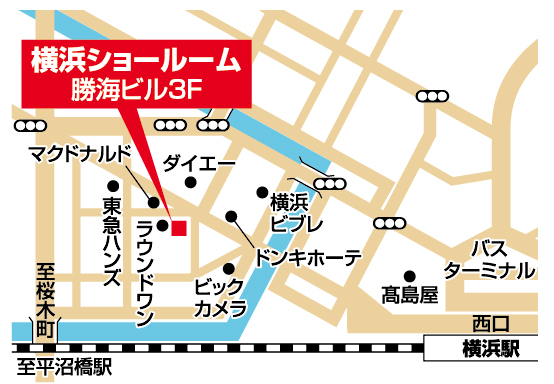 横浜ショールーム
勝海ビル3F
マクドナルド
ダイエー
東急ハンズ
ラウンドワン
横浜
ビブレ
ドンキホーテ
ビック
カメラ
バス
ターミナル
髙島屋
至桜木町
西口
横浜駅
至平沼橋駅